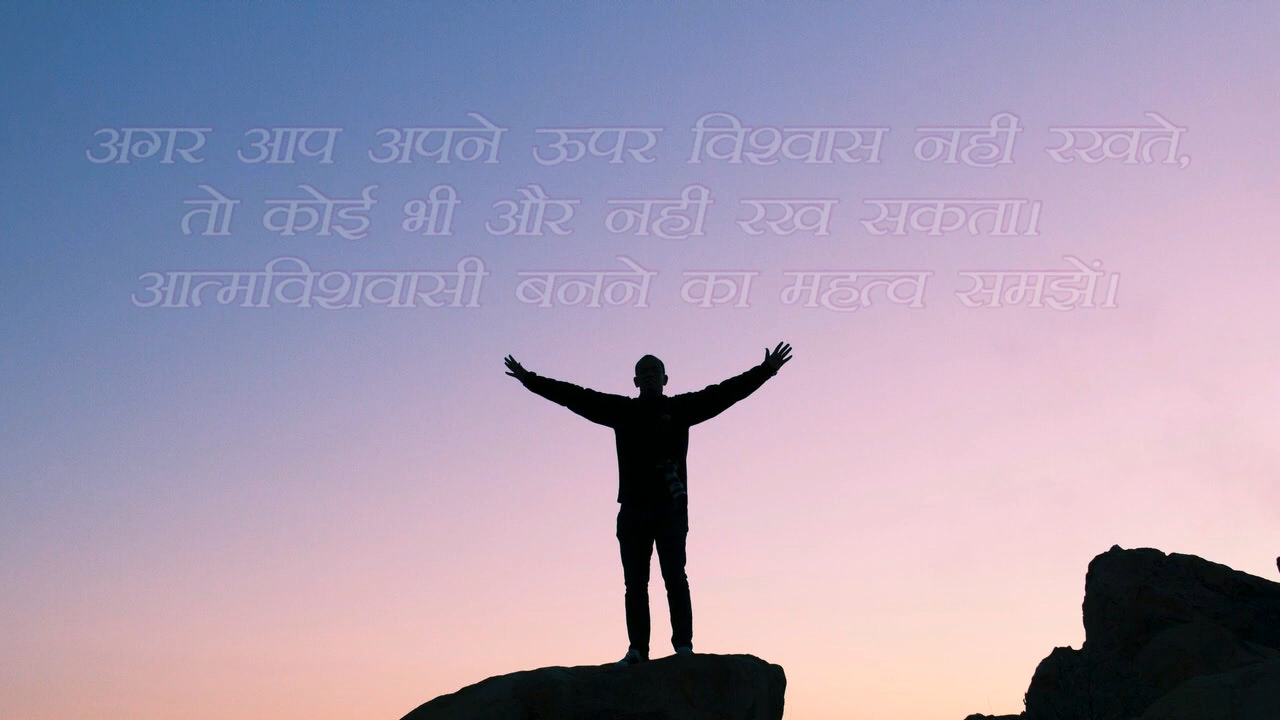 अगर आप अपने ऊपर विश्वास नही रखते,
तो कोई भी और नही रख सकता।
आत्मविशवासी बनने का महत्व समझें।